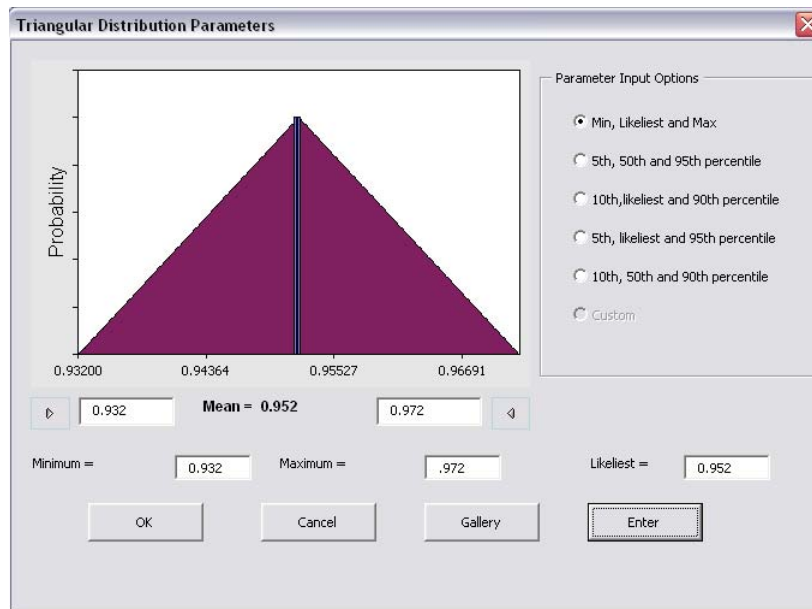 Triangular Distribution Parameters
Probability
0.93200 0.94364 0.95527 0.96691
0.932 Mean = 0.952 0.972
Parameter Input Options
Min, Likeliest and Max
5th, 50th and 95th percentile
10th,likeliest and 90th percentile
5th, likeliest and 95th percentile
10th, 50th and 90th percentile
Custom
Minimum = 0.932 Maximum = .972 Likeliest = 0.952
OK Cancel Gallery Enter